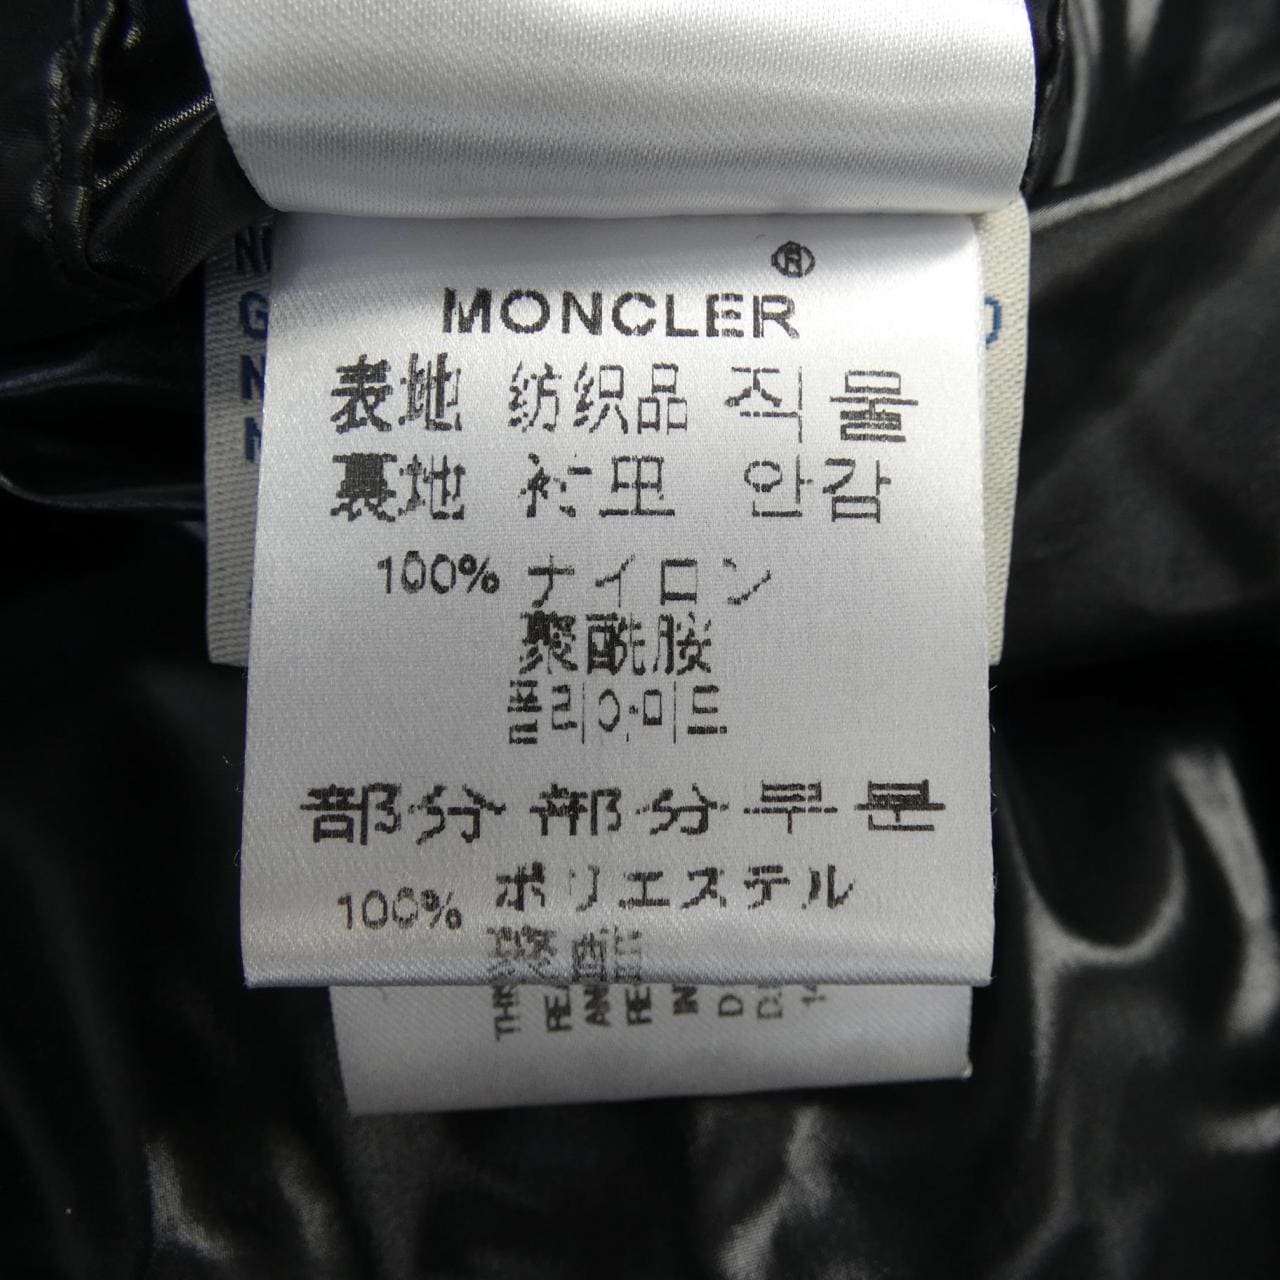 ®
MONCLER
表地 纺织品 직물
裏地 衬里 안감
100% ナイロン
聚酰胺
폴리아미드
部分 部分 부분
100% ポリエステル